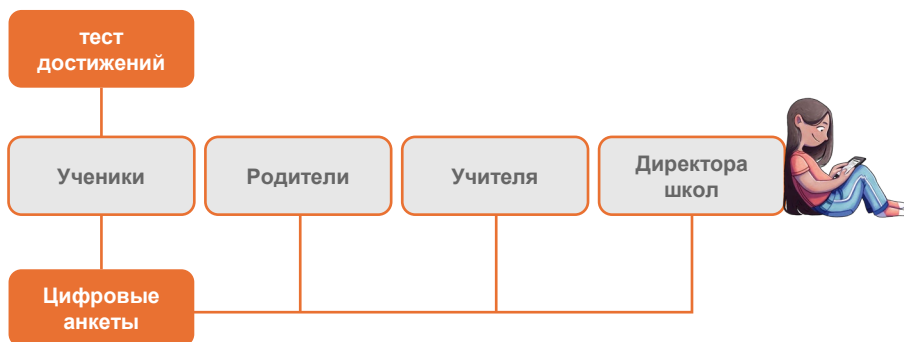 тест
достижений
Ученики
Родители
Учителя
Директора
школ
Цифровые
анкеты